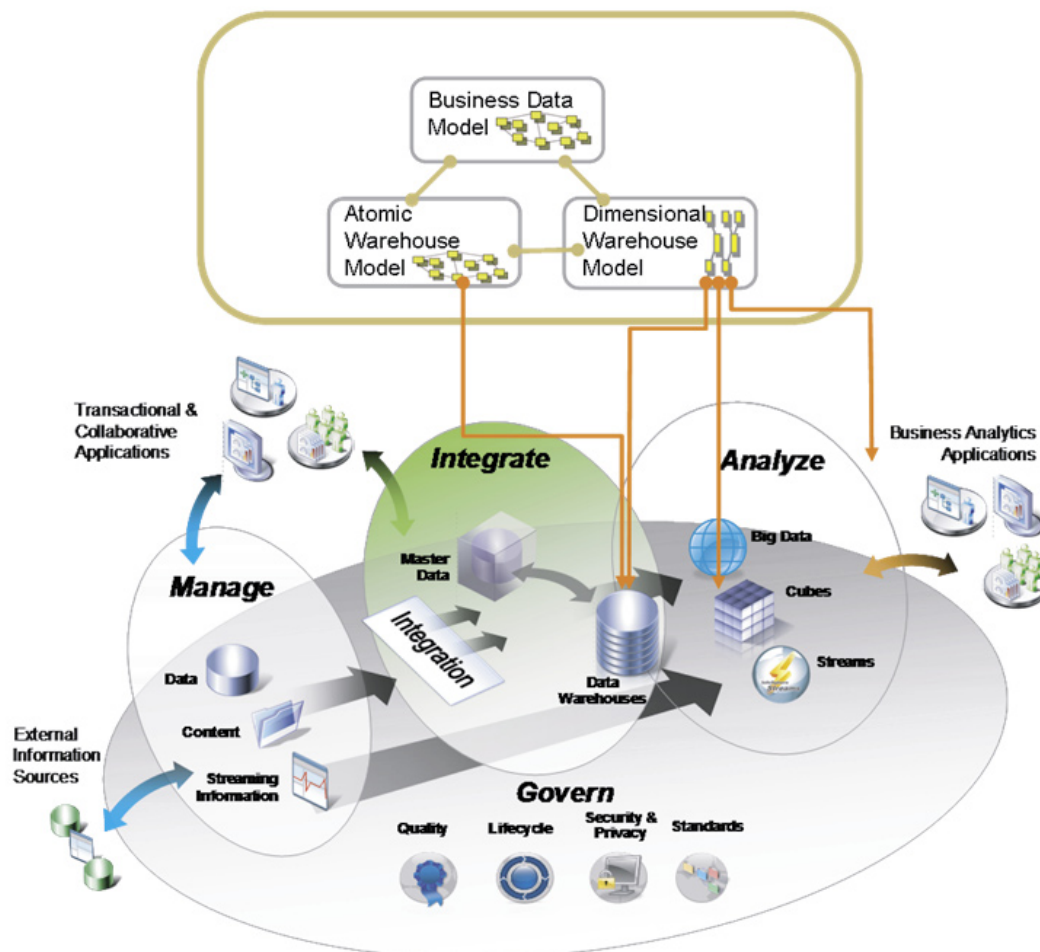 Business Data
Model
Atomic
Warehouse
Model
Dimensional
Warehouse
Model
Transactional &
Collaborative
Applications
Integrate
Analyze
Business Analytics
Applications
Manage
Master
Data
Big Data
Cubes
Integration
Data
Streams
Data
Warehouses
Content
External
Information
Sources
Streaming
Information
Govern
Quality
Lifecycle
Security &
Privacy
Standards